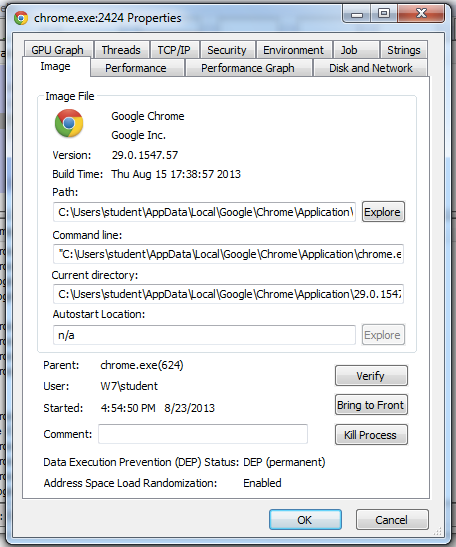 chrome.exe:2424 Properties
GPU Graph Threads TCP/IP Security Environment Job Strings
Image Performance Performance Graph Disk and Network
Image File
Google Chrome
Google Inc.
Version: 29.0.1547.57
Build Time: Thu Aug 15 17:38:57 2013
Path:
C:\Users\student\AppData\Local\Google\Chrome\Application\ Explore
Command line:
"C:\Users\student\AppData\Local\Google\Chrome\Application\chrome.e
Current directory:
C:\Users\student\AppData\Local\Google\Chrome\Application\29.0.1547
Autostart Location:
n/a Explore
Parent: chrome.exe(624)
Verify
User: W7\student
Bring to Front
Started: 4:54:50 PM 8/23/2013
Comment: Kill Process
Data Execution Prevention (DEP) Status: DEP (permanent)
Address Space Load Randomization: Enabled
OK Cancel